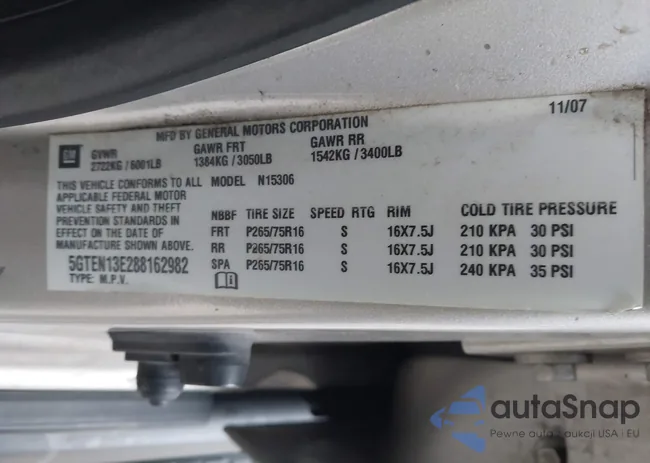 11/07
MFD BY GENERAL MOTORS CORPORATION
GM GVWR GAWR FRT GAWR RR
2722KG / 6001LB 1384KG / 3050LB 1542KG / 3400LB
THIS VEHICLE CONFORMS TO ALL MODEL N15306
APPLICABLE FEDERAL MOTOR
VEHICLE SAFETY AND THEFT
PREVENTION STANDARDS IN
EFFECT ON THE DATE OF
MANUFACTURE SHOWN ABOVE.
5GTEN13E288162982
TYPE: M.P.V.
NBBF TIRE SIZE SPEED RTG RIM COLD TIRE PRESSURE
FRT P265/75R16 S 16X7.5J 210 KPA 30 PSI
RR P265/75R16 S 16X7.5J 210 KPA 30 PSI
SPA P265/75R16 S 16X7.5J 240 KPA 35 PSI
autaSnap
Pewne auto z aukcji USA i EU